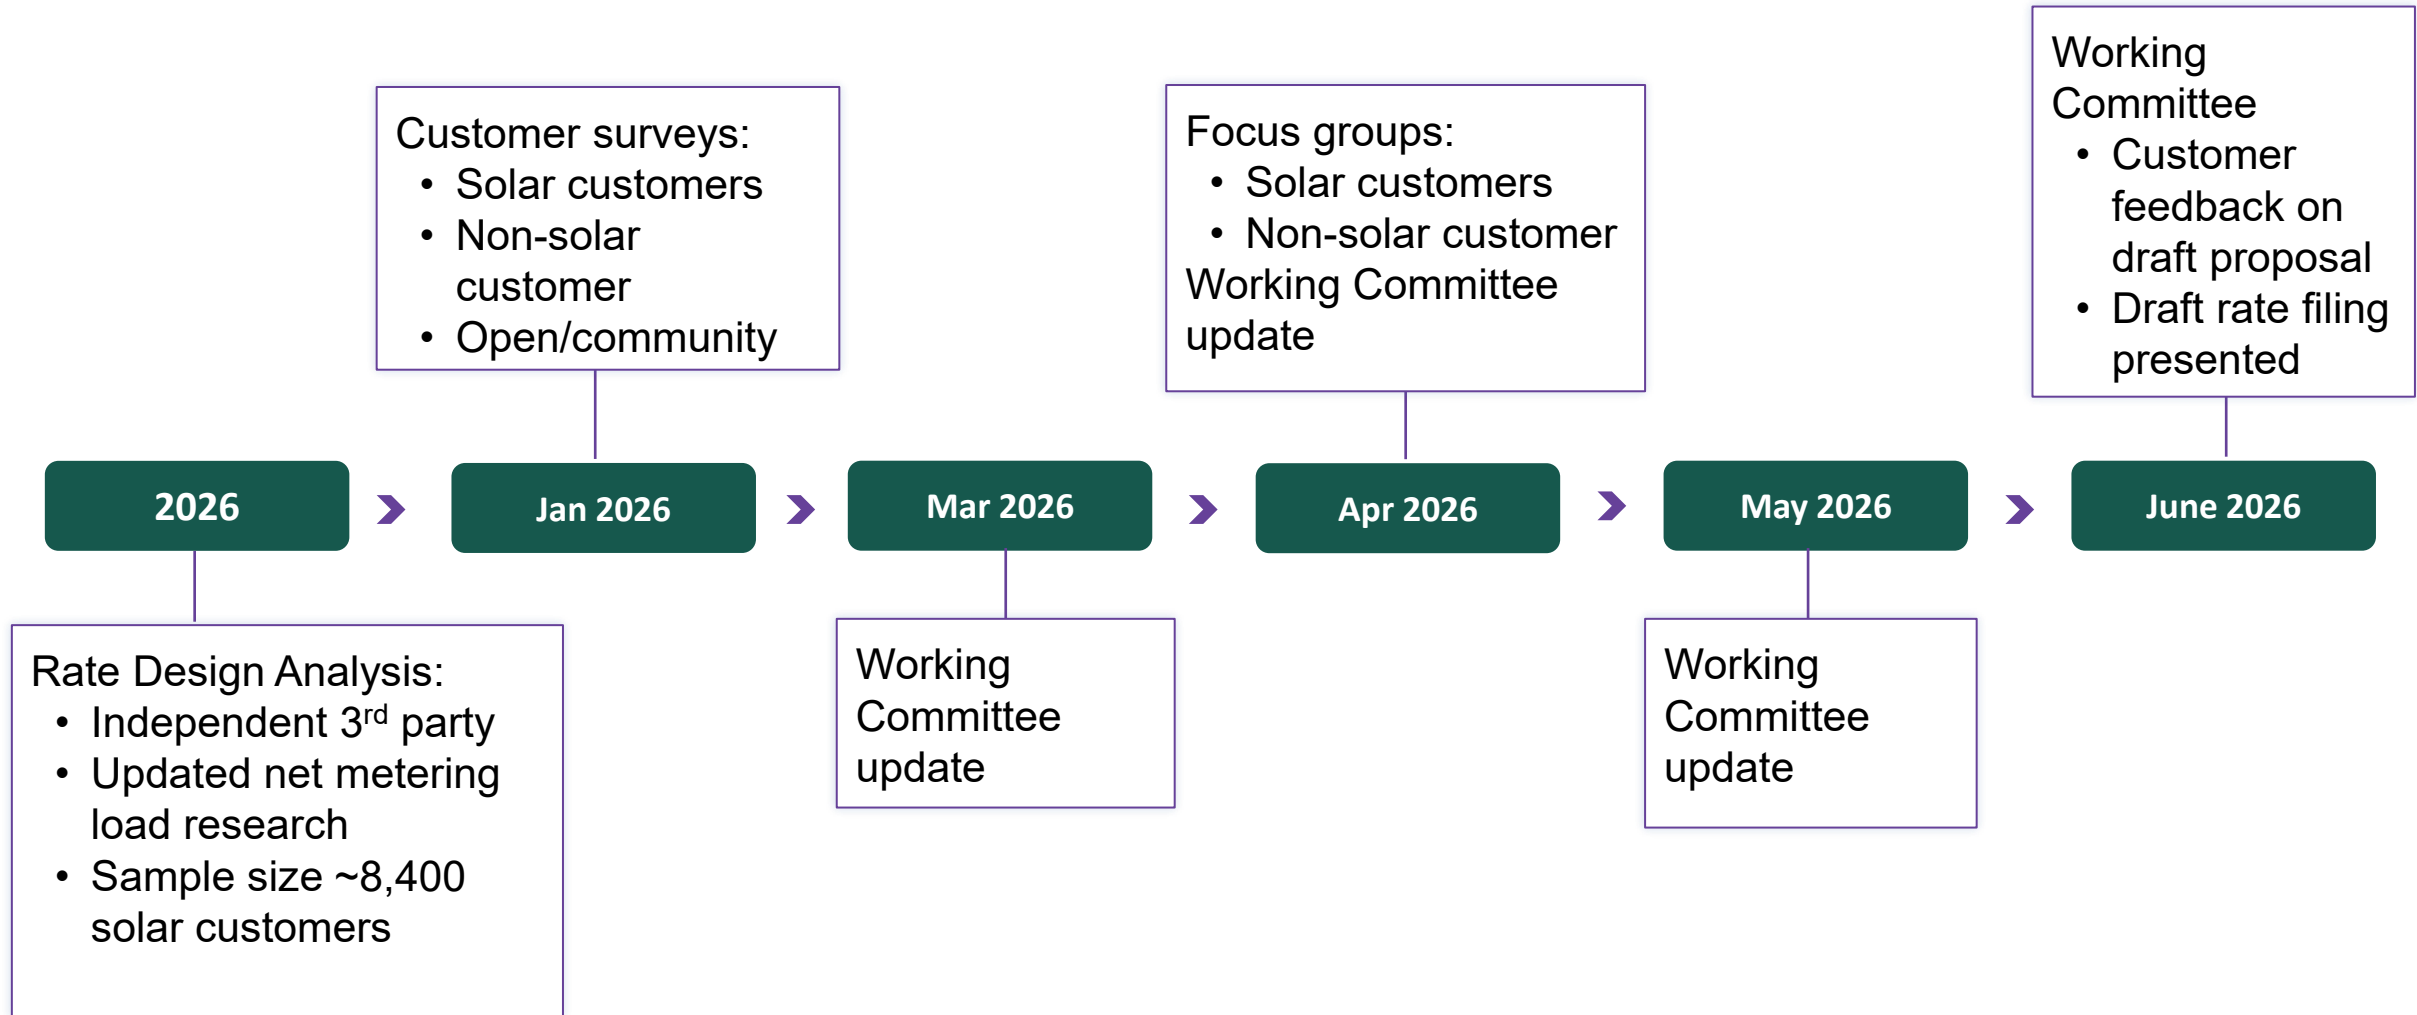 Customer surveys:
• Solar customers
• Non-solar
customer
• Open/community
Focus groups:
• Solar customers
• Non-solar customer
Working Committee
update
Working
Committee
• Customer
feedback on
draft proposal
• Draft rate filing
presented
2026
Jan 2026
Mar 2026
Apr 2026
May 2026
June 2026
Rate Design Analysis:
• Independent 3rd party
• Updated net metering
load research
• Sample size ~8,400
solar customers
Working
Committee
update
Working
Committee
update